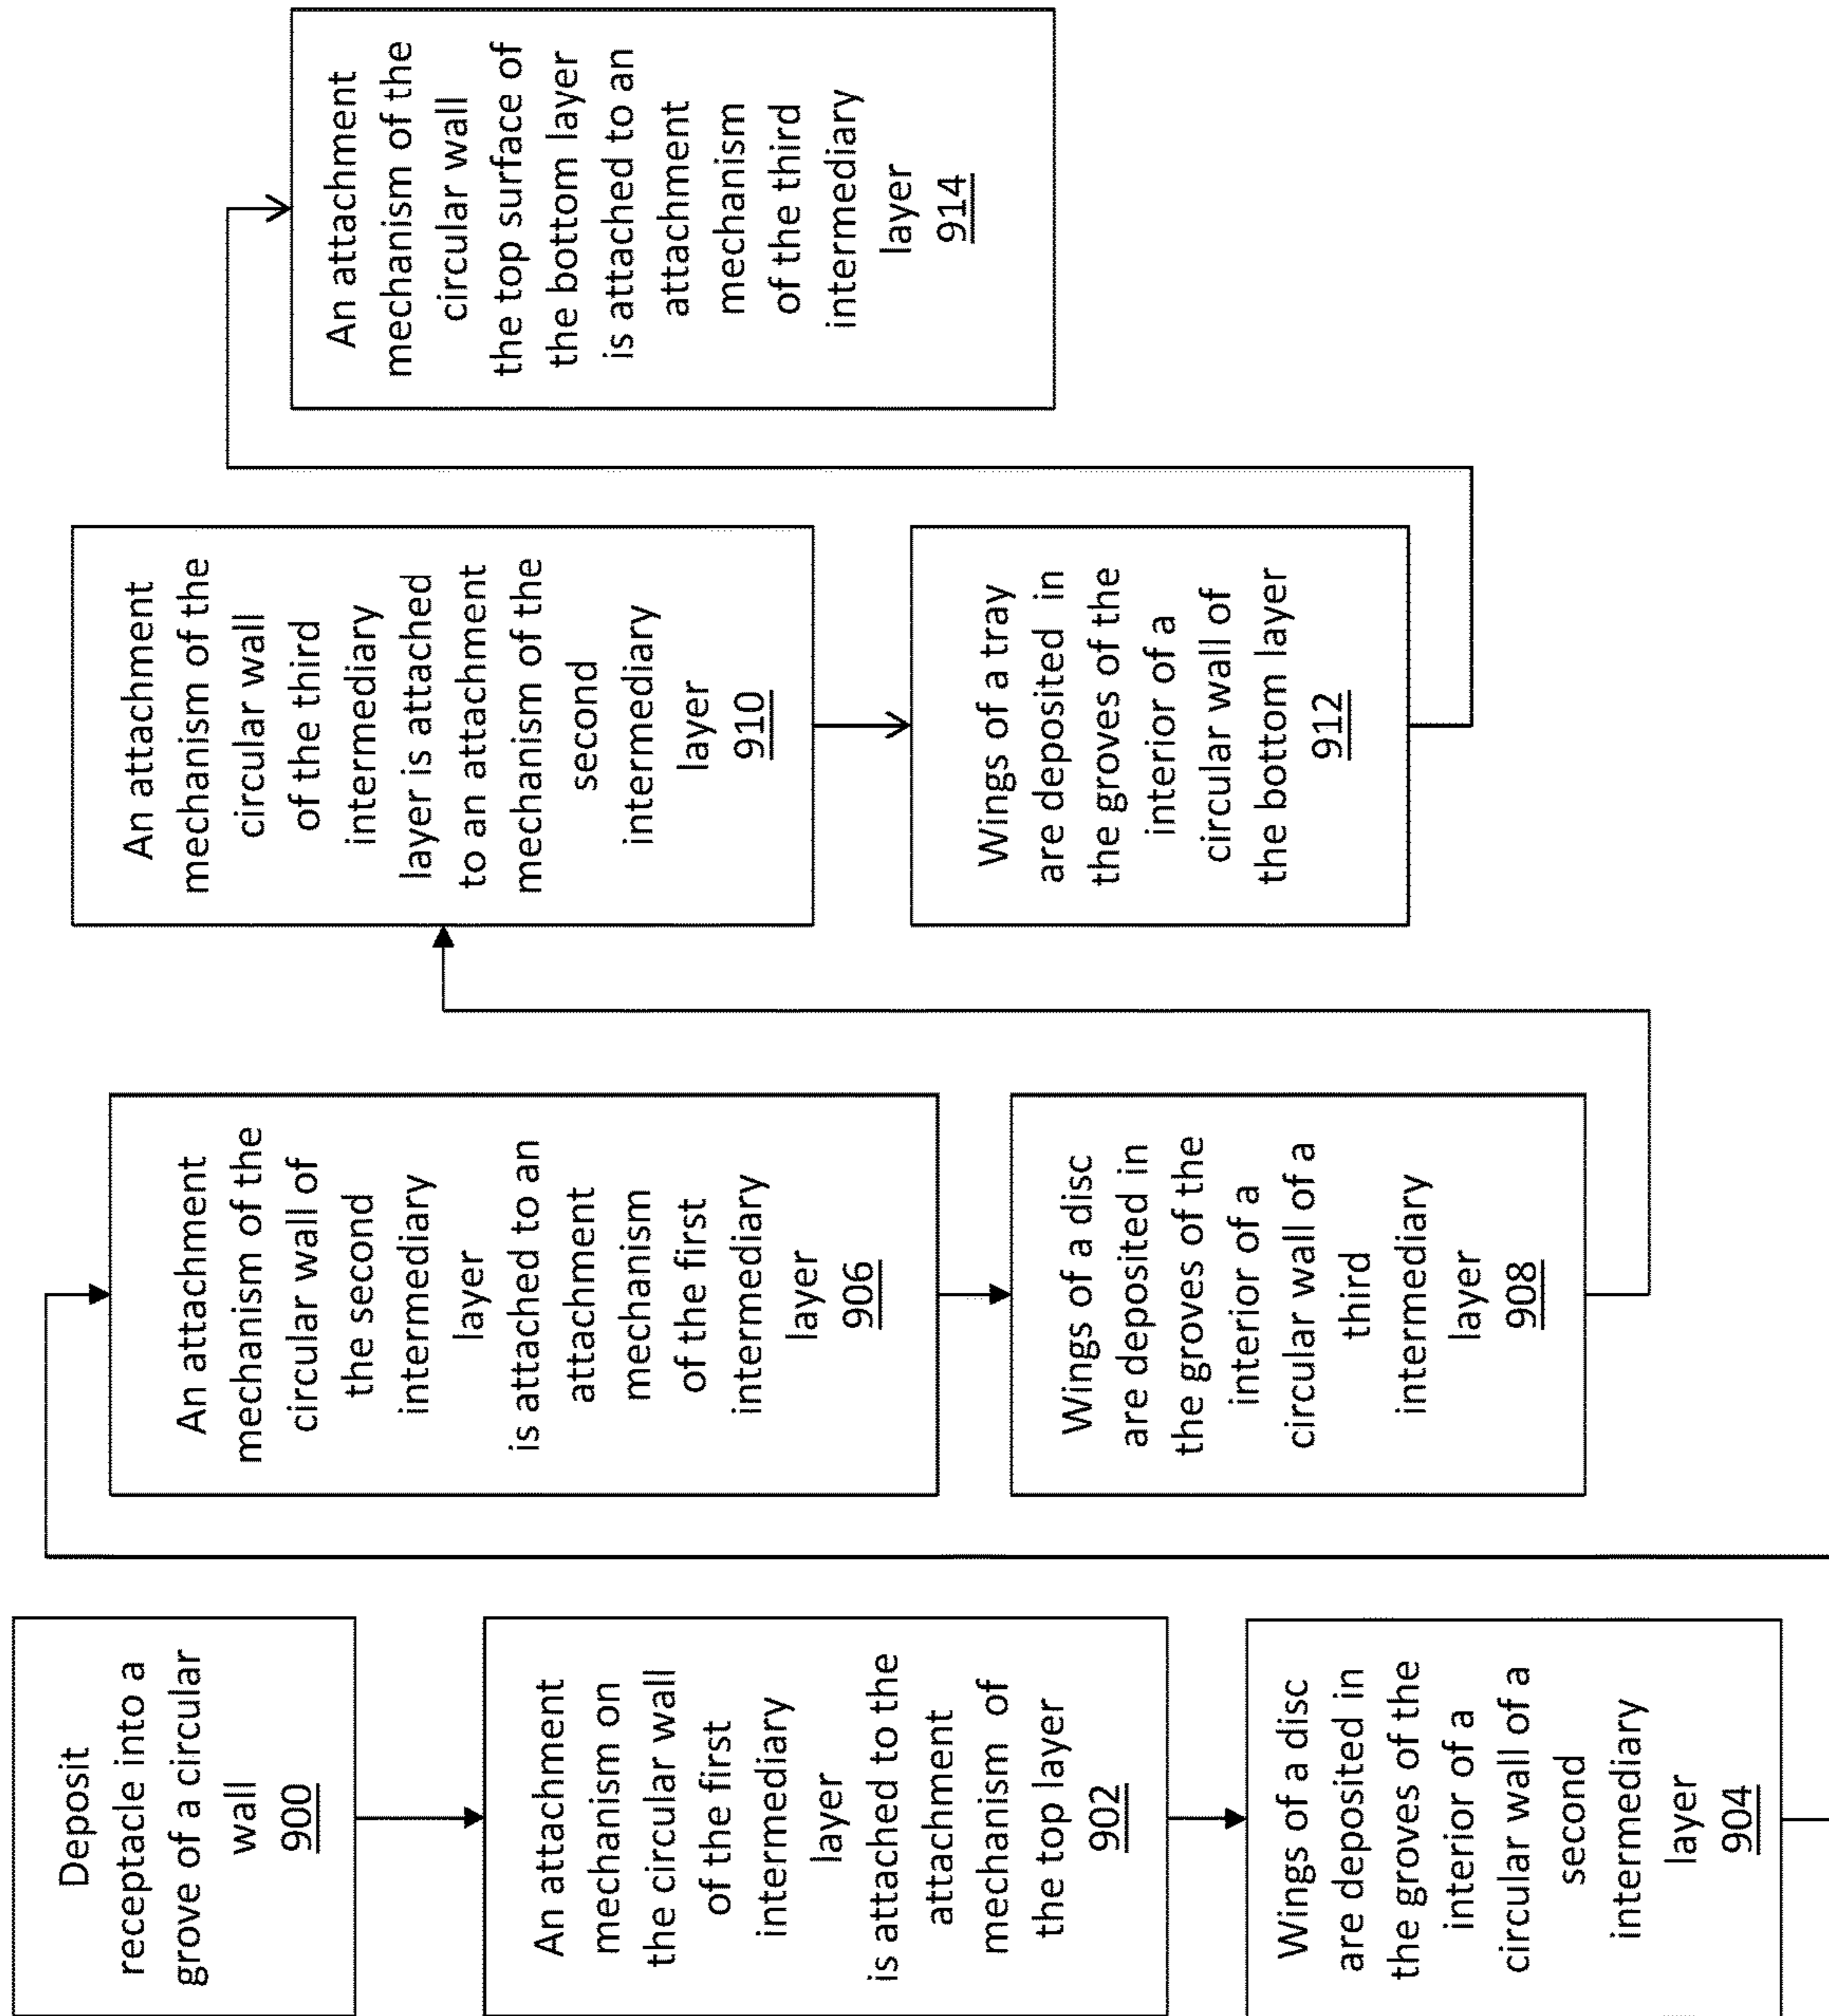 Deposit
receptacle into a
grove of a circular
wall
900
An attachment
mechanism on
the circular wall
of the first
intermediary
layer
is attached to the
attachment
mechanism of
the top layer
902
Wings of a disc
are deposited in
the groves of the
interior of a
circular wall of a
second
intermediary
layer
904
An attachment
mechanism of the
circular wall of
the second
intermediary
layer
is attached to an
attachment
mechanism
of the first
intermediary
layer
906
Wings of a disc
are deposited in
the groves of the
interior of a
circular wall of a
third
intermediary
layer
908
An attachment
mechanism of the
circular wall
of the third
intermediary
layer is attached
to an attachment
mechanism of the
second
intermediary
layer
910
Wings of a tray
are deposited in
the groves of the
interior of a
circular wall of
the bottom layer
912
An attachment
mechanism of the
circular wall
the top surface of
the bottom layer
is attached to an
attachment
mechanism
of the third
intermediary
layer
914